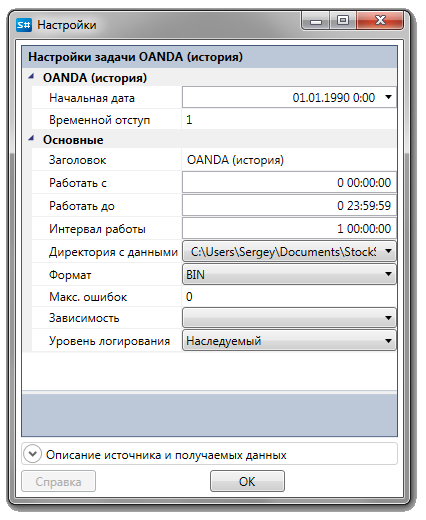 S# Настройки
Настройки задачи OANDA (история)
OANDA (история)
Начальная дата 01.01.1990 0:00
Временной отступ 1
Основные
Заголовок OANDA (история)
Работать с 0 00:00:00
Работать до 0 23:59:59
Интервал работы 1 00:00:00
Директория с данными C:\Users\Sergey\Documents\StockS
Формат BIN
Макс. ошибок 0
Зависимость
Уровень логирования Наследуемый
Описание источника и получаемых данных
Справка OK